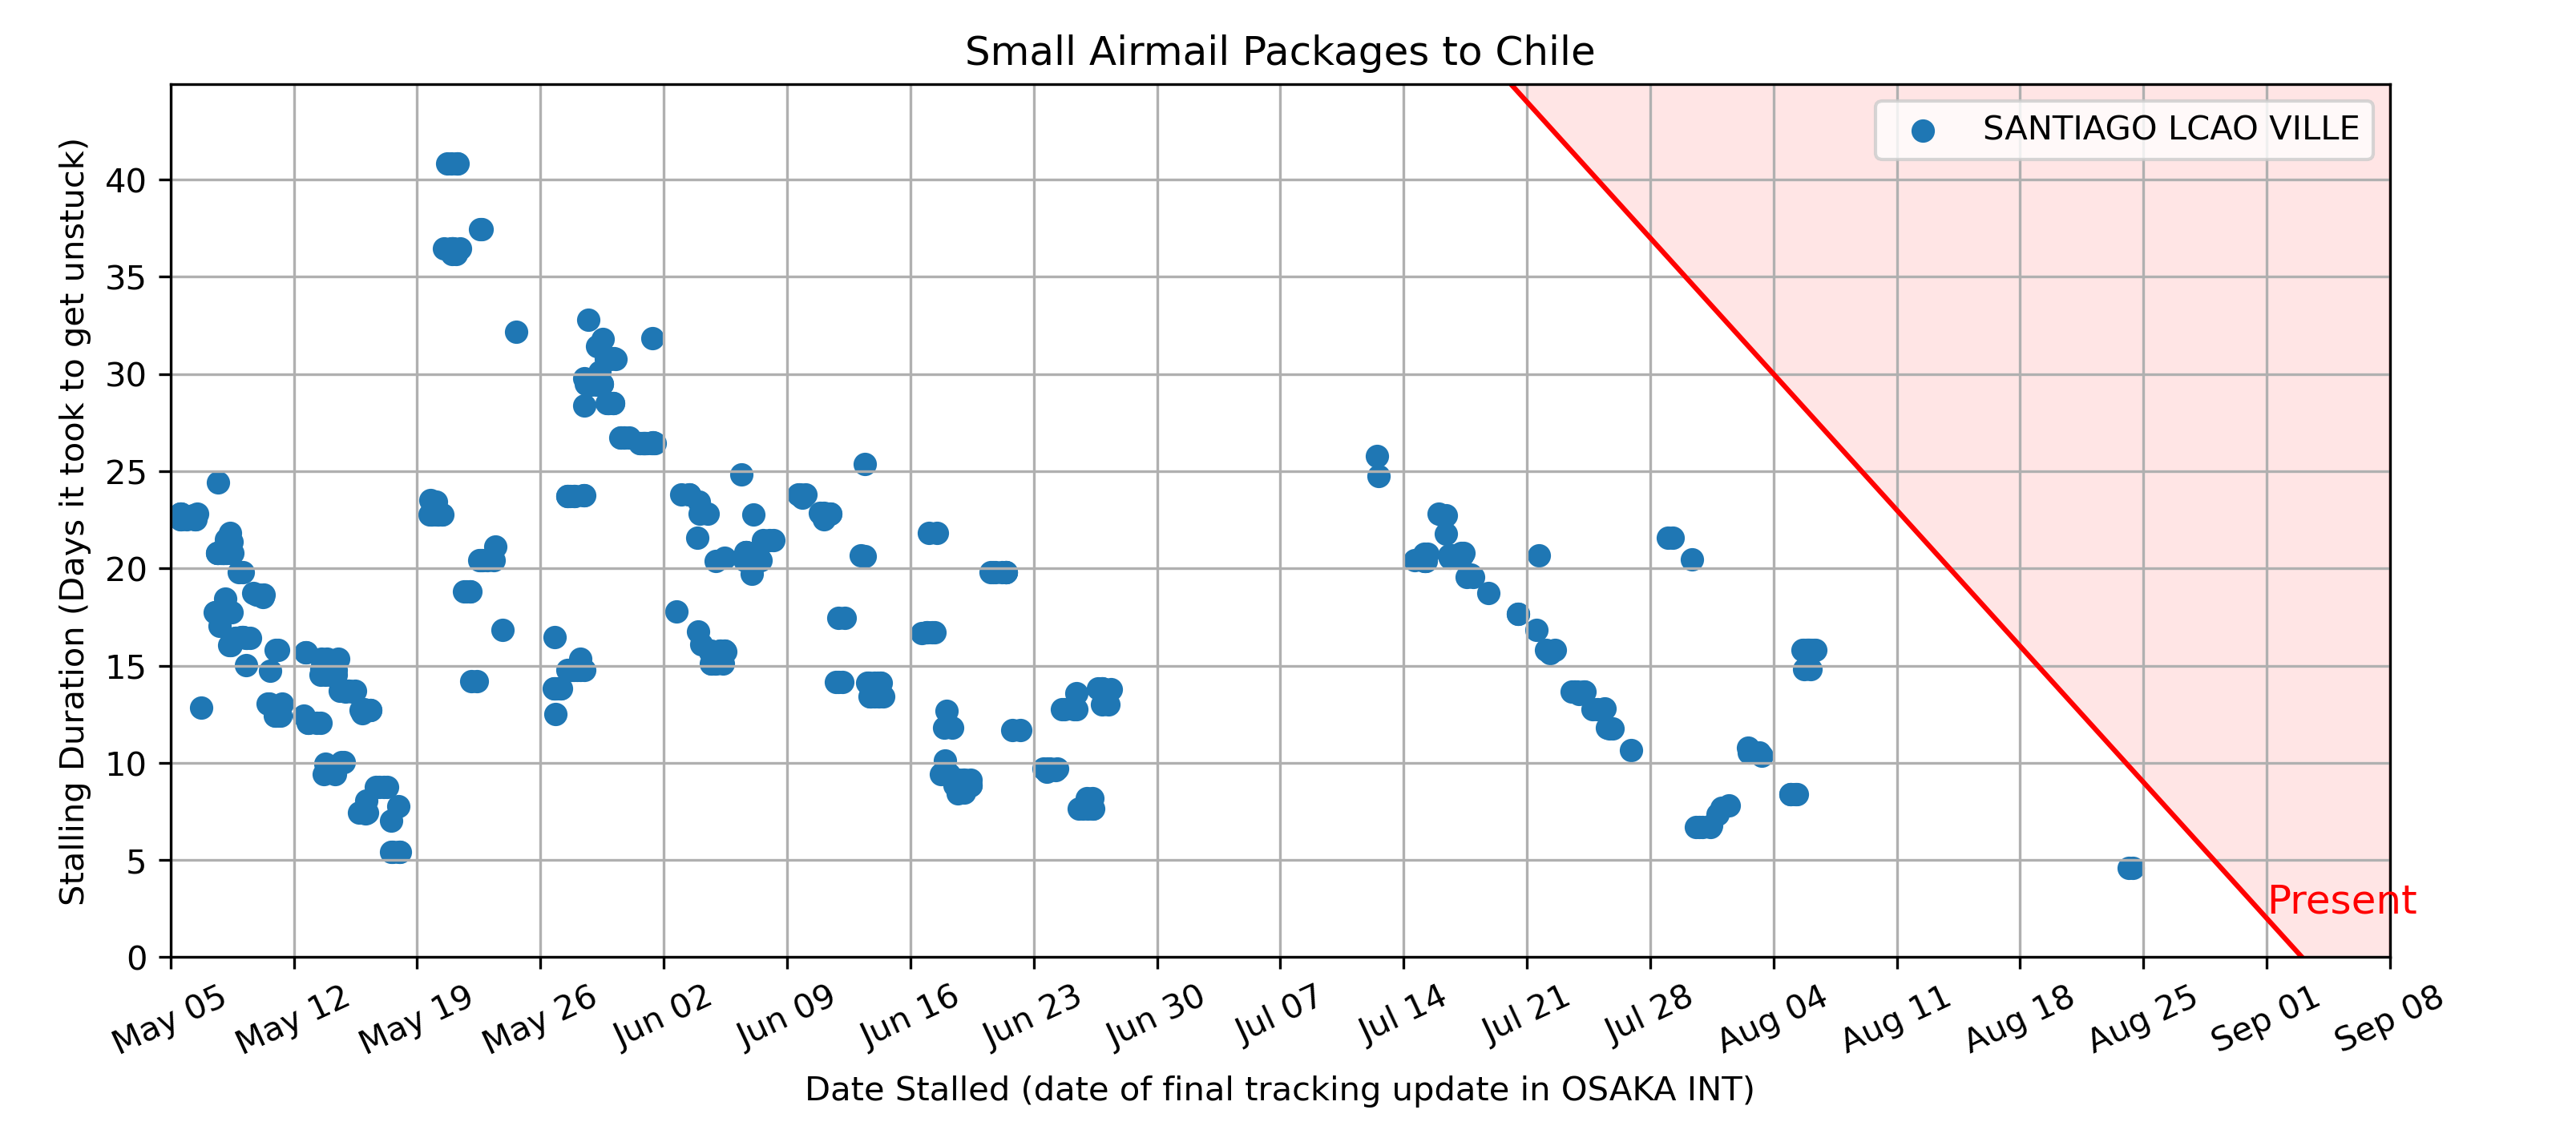 Small Airmail Packages to Chile
SANTIAGO LCAO VILLE
Stalling Duration (Days it took to get unstuck)
40
35
30
25
20
15
10
5
0
Present
May 05
May 12
May 19
May 26
Jun 02
Jun 09
Jun 16
Jun 23
Jun 30
Jul 07
Jul 14
Jul 21
Jul 28
Aug 04
Aug 11
Aug 18
Aug 25
Sep 01
Sep 08
Date Stalled (date of final tracking update in OSAKA INT)